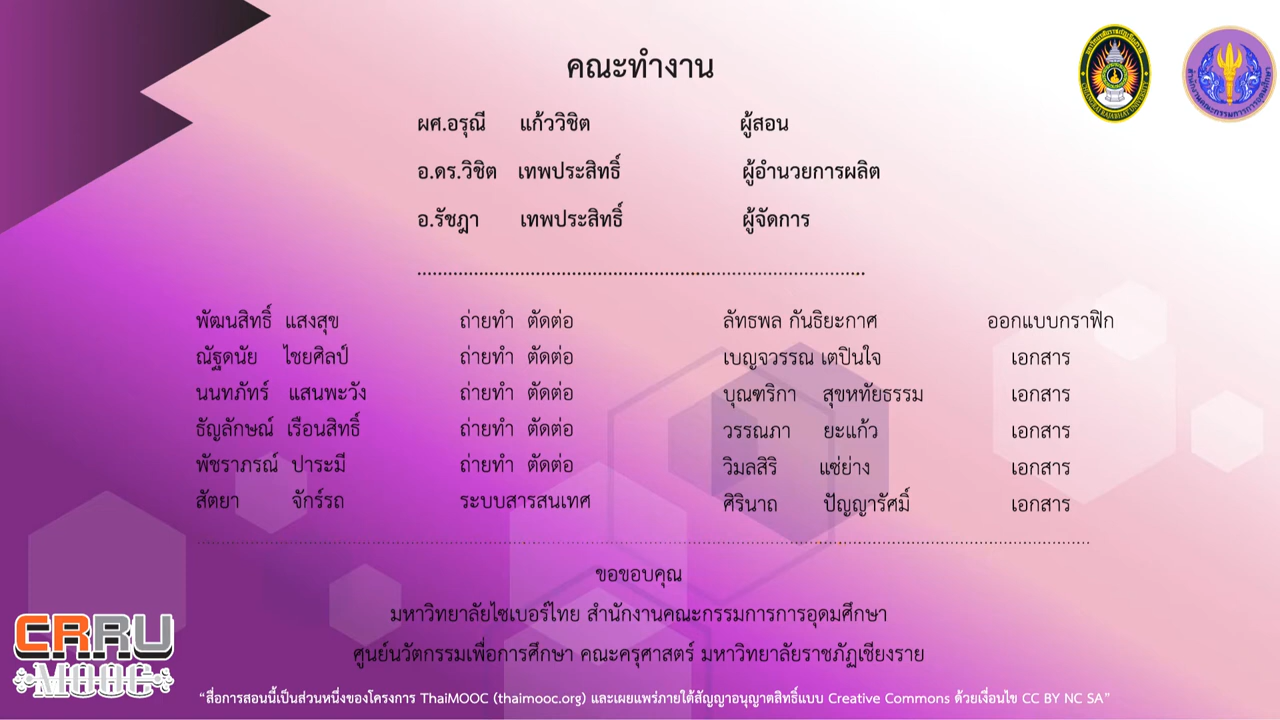 คณะทำงาน
ผศ.อรุณี แก้ววิชิต ผู้สอน
อ.ดร.วิชิต เทพประสิทธิ์ ผู้อำนวยการผลิต
อ.รัชฎา เทพประสิทธิ์ ผู้จัดการ
พัฒนสิทธิ์ แสงสุข ถ่ายทำ ตัดต่อ ลัทธพล กันธิยะกาศ ออกแบบกราฟิก
ณัฐดนัย ไชยศิลป์ ถ่ายทำ ตัดต่อ เบญจวรรณ เตปินใจ เอกสาร
นนทภัทร์ แสนพะวัง ถ่ายทำ ตัดต่อ บุณฑริกา สุขหทัยธรรม เอกสาร
ธัญลักษณ์ เรือนสิทธิ์ ถ่ายทำ ตัดต่อ วรรณภา ยะแก้ว เอกสาร
พัชราภรณ์ ปาระมี ถ่ายทำ ตัดต่อ วิมลสิริ แซ่ย่าง เอกสาร
สัตยา จักร์รถ ระบบสารสนเทศ ศิรินาถ ปัญญารัศมิ์ เอกสาร
ขอขอบคุณ
มหาวิทยาลัยไซเบอร์ไทย สำนักงานคณะกรรมการการอุดมศึกษา
ศูนย์นวัตกรรมเพื่อการศึกษา คณะครุศาสตร์ มหาวิทยาลัยราชภัฏเชียงราย
CRRU
MOOC
“สื่อการสอนนี้เป็นส่วนหนึ่งของโครงการ ThaiMOOC (thaimooc.org) และเผยแพร่ภายใต้สัญญาอนุญาตสิทธิ์แบบ Creative Commons ด้วยเงื่อนไข CC BY NC SA”